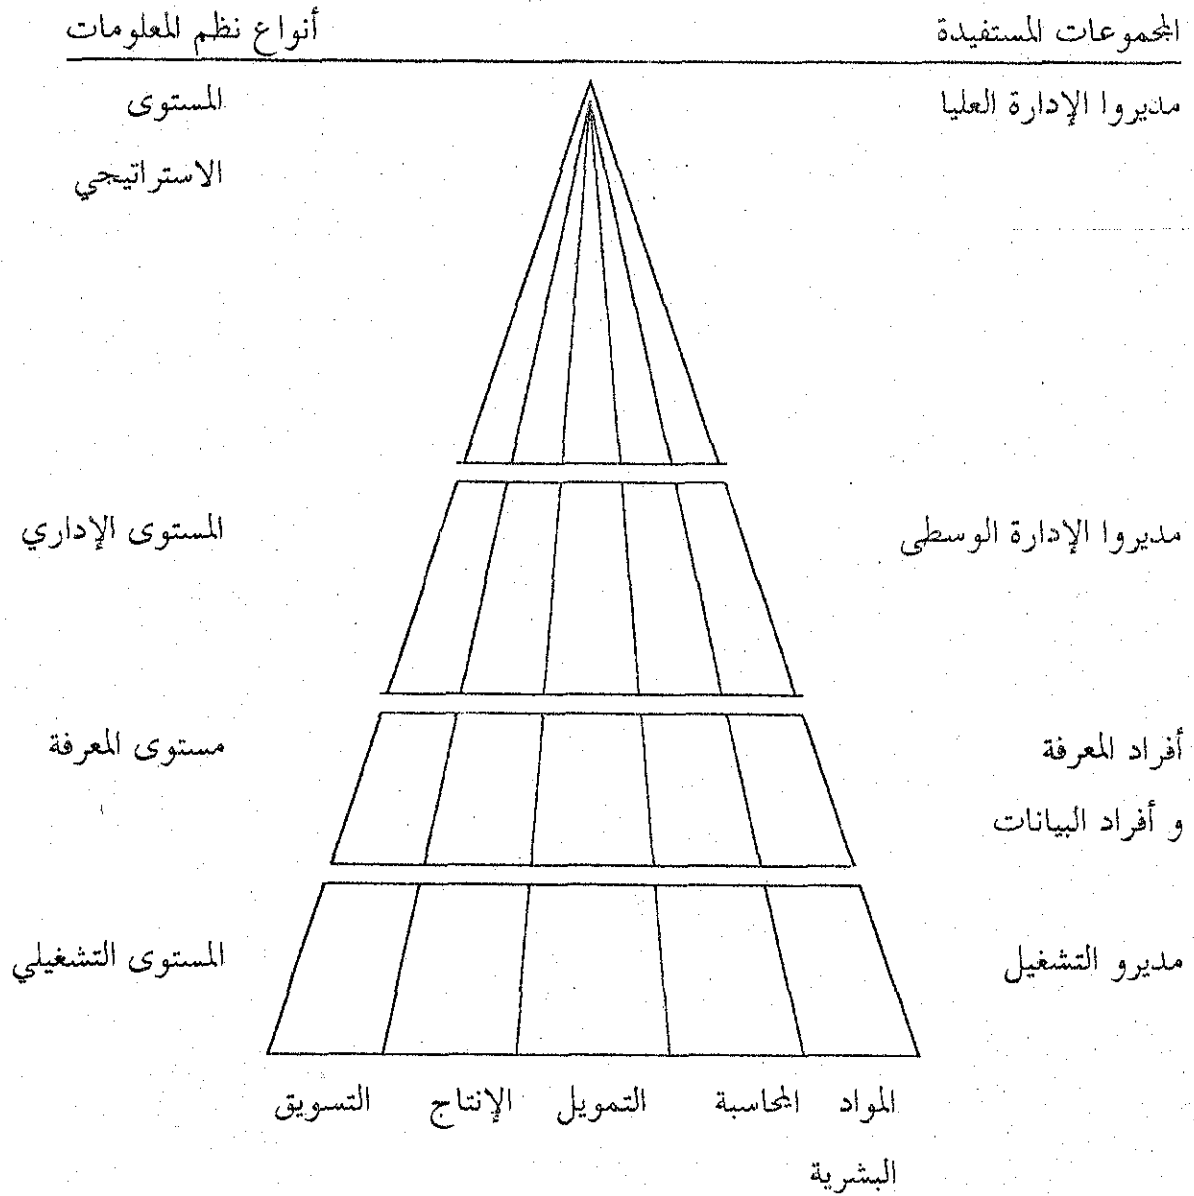 المجموعات المستفيدة أنواع نظم المعلومات
مديروا الإدارة العليا المستوى
الاستراتيجي
مديروا الإدارة الوسطى المستوى الإداري
أفراد المعرفة مستوى المعرفة
و أفراد البيانات
مديرو التشغيل المستوى التشغيلي
المواد المحاسبة التمويل الإنتاج التسويق
البشرية